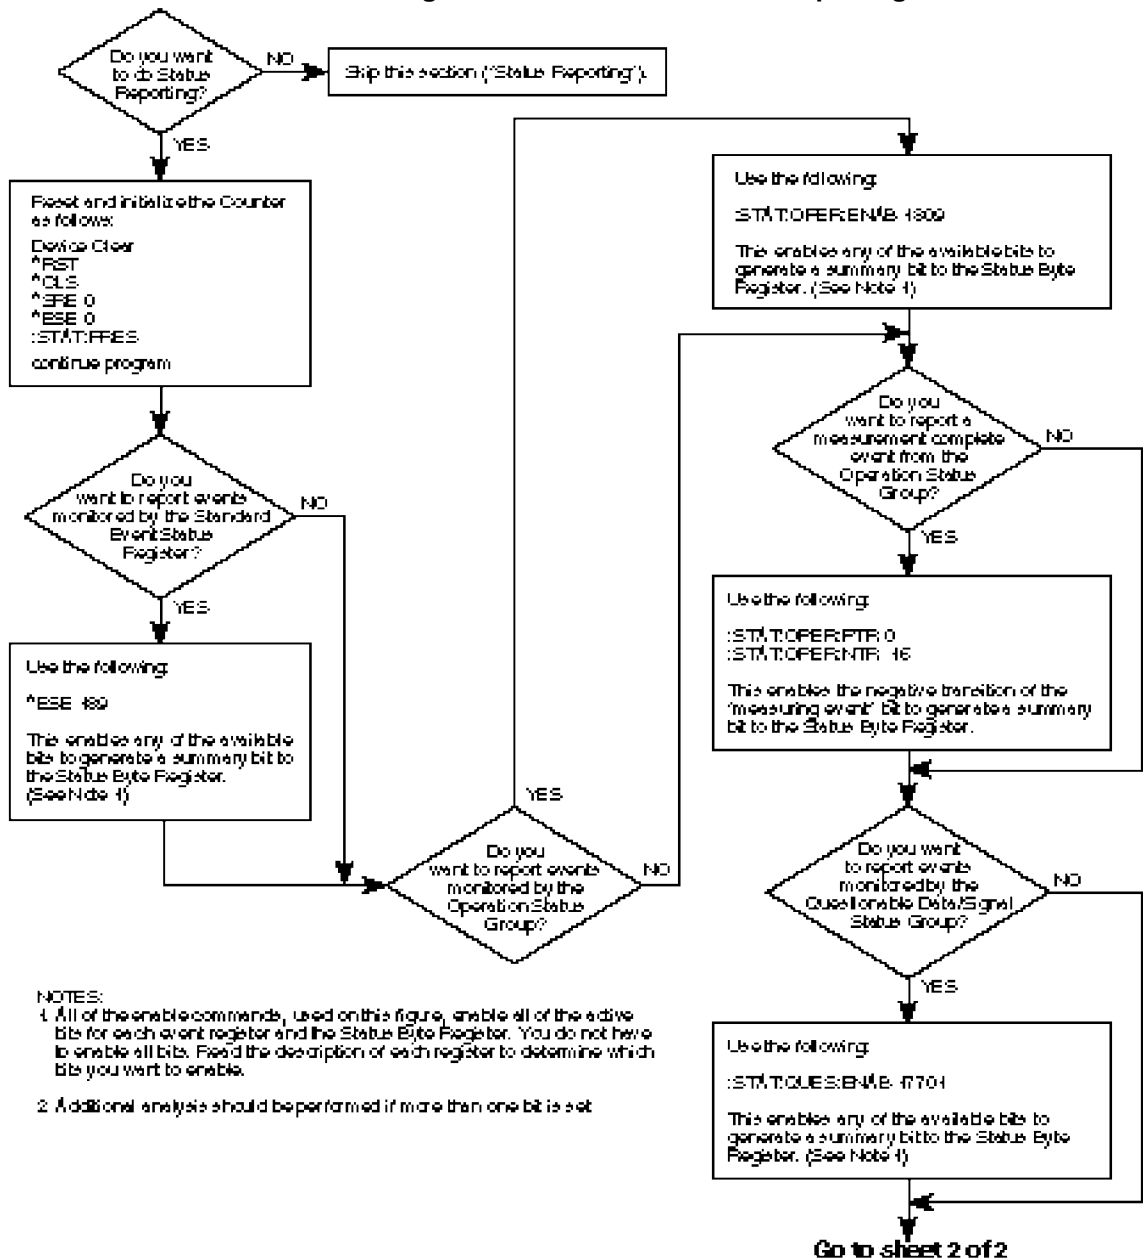 Do you want
to do Status
Reporting?
NO
Skip this section ("Status Reporting").
YES
Reset and initialize the Counter
as follows:
Device Clear
*RST
*CLS
*SRE 0
*ESE 0
:STAT:PRES
continue program
Do you
want to report events
monitored by the Standard
Event Status
Register?
NO
YES
Use the following:
*ESE 189
This enables any of the available
bits to generate a summary bit to
the Status Byte Register.
(See Note 1)
YES
Do you
want to report events
monitored by the
Operation Status
Group?
NO
Use the following:
:STAT:OPER:ENAB 1809
This enables any of the available bits to
generate a summary bit to the Status Byte
Register. (See Note 1)
Do you
want to report a
measurement complete
event from the
Operation Status
Group?
NO
YES
Use the following:
:STAT:OPER:PTR 0
:STAT:OPER:NTR 16
This enables the negative transition of the
"measuring event" bit to generate a summary
bit to the Status Byte Register.
Do you want
to report events
monitored by the
Questionable Data/Signal
Status Group?
NO
YES
Use the following:
:STAT:QUES:ENAB 17701
This enables any of the available bits to
generate a summary bit to the Status Byte
Register. (See Note 1)
Go to sheet 2 of 2
NOTES:
1. All of the enable commands, used on this figure, enable all of the active
bits for each event register and the Status Byte Register. You do not have
to enable all bits. Read the description of each register to determine which
bits you want to enable.
2. Additional analysis should be performed if more than one bit is set